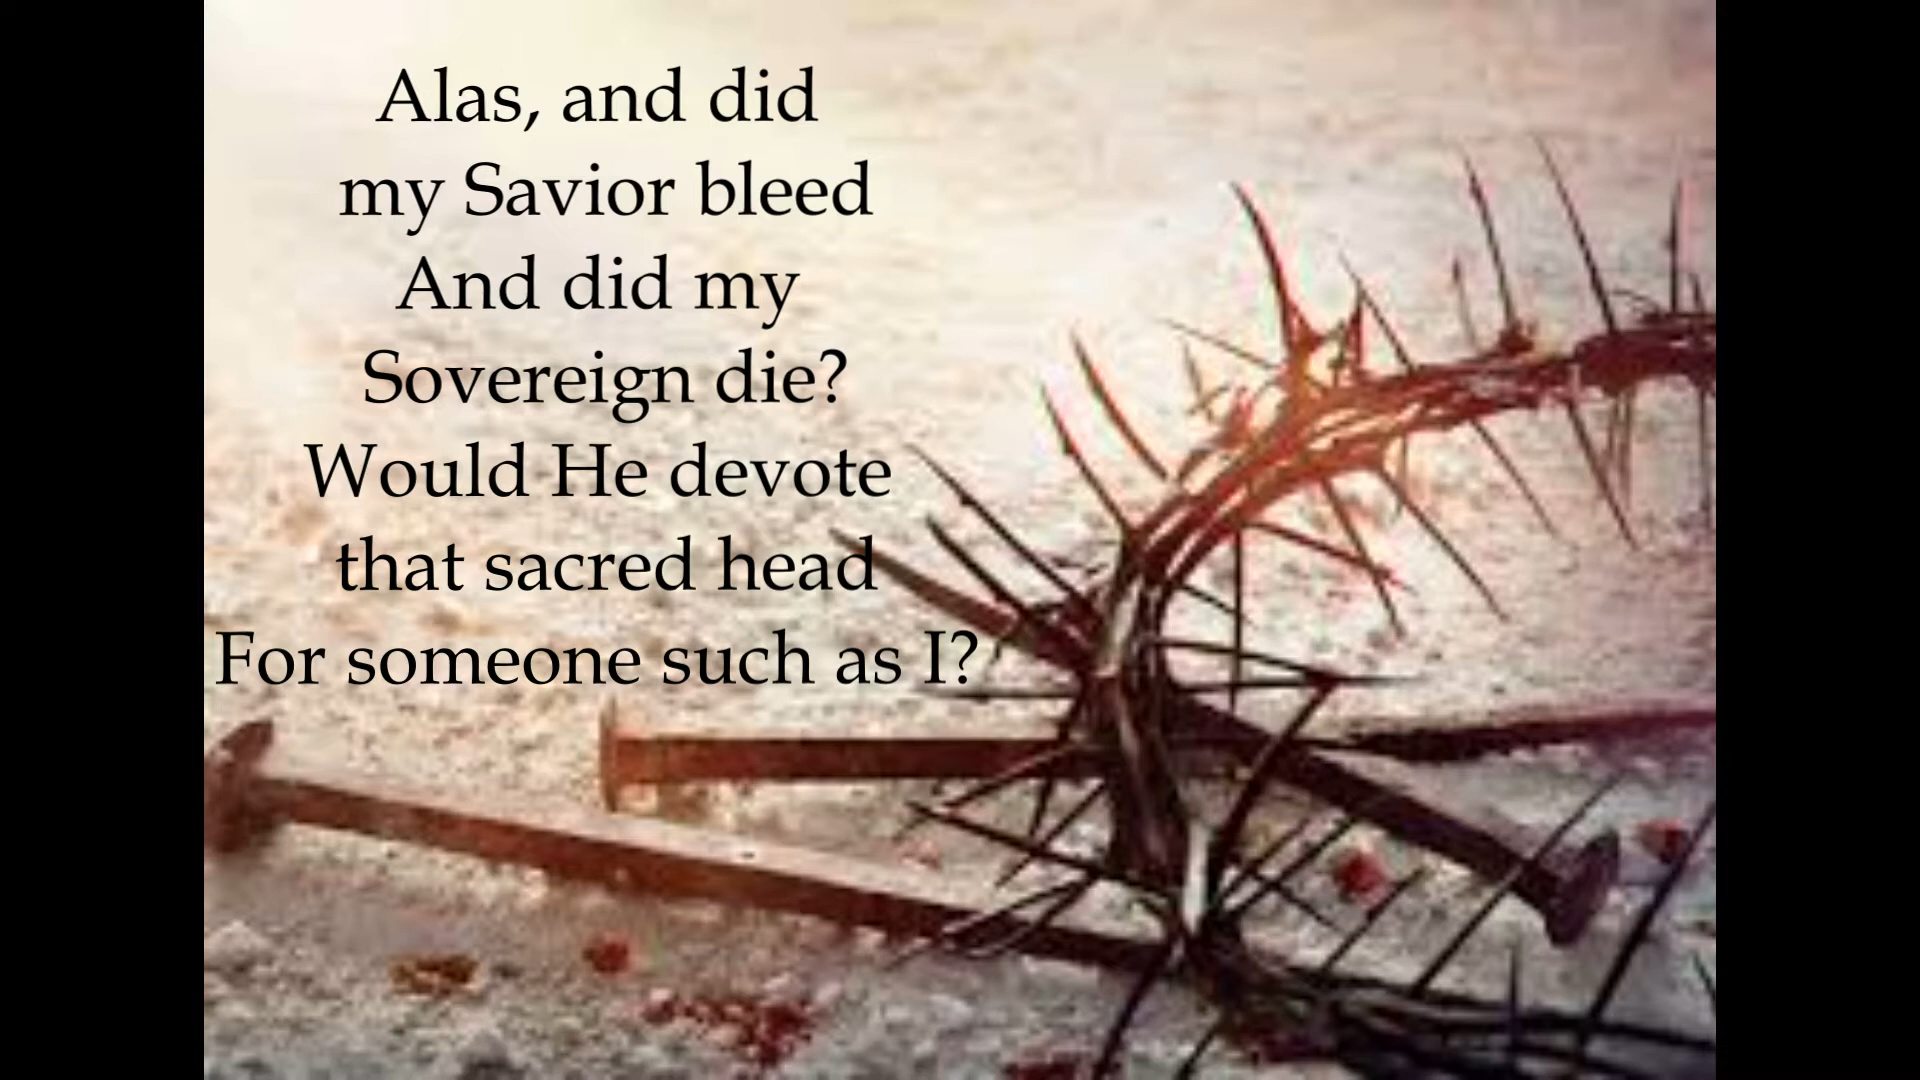 Alas, and did
my Savior bleed
And did my
Sovereign die?
Would He devote
that sacred head
For someone such as I?